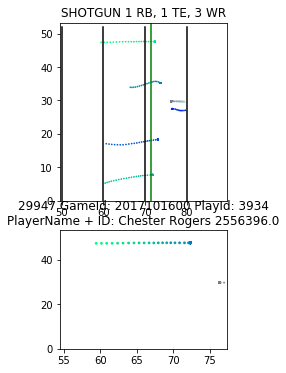 SHOTGUN 1 RB, 1 TE, 3 WR
50
40
30
20
10
0
50 60 70 80
29947 GameId: 2017101600 PlayId: 3934
PlayerName + ID: Chester Rogers 2556396.0
40
20
0
55 60 65 70 75